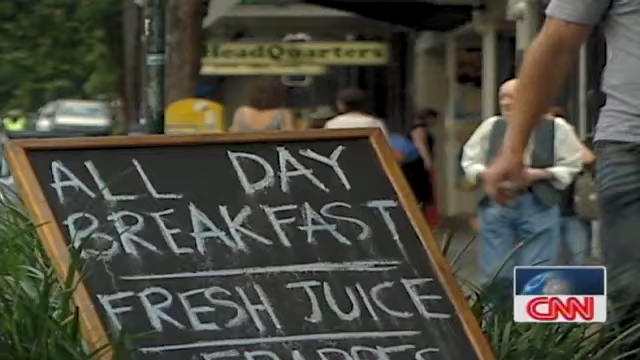 HeadQuarters
ALL DAY
BREAKFAST
FRESH JUICE
CNN